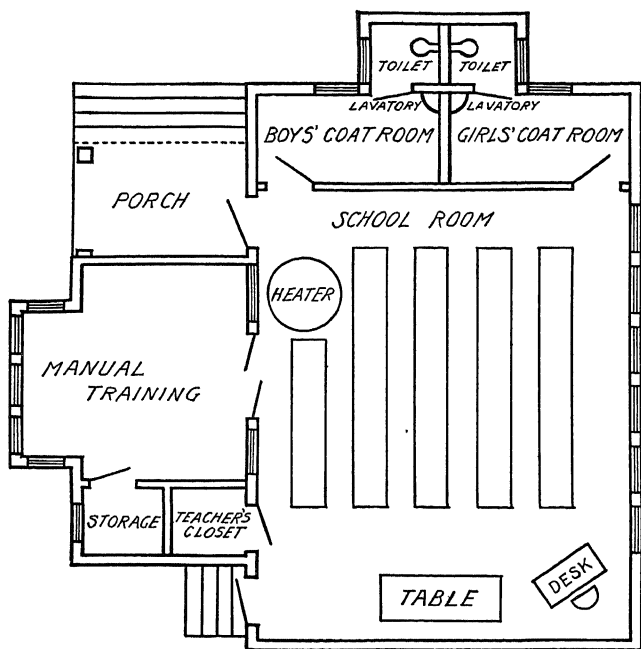 TOILET
TOILET
LAVATORY
LAVATORY
BOYS' COAT ROOM
GIRLS' COAT ROOM
PORCH
SCHOOL ROOM
HEATER
MANUAL
TRAINING
STORAGE
TEACHER'S
CLOSET
TABLE
DESK